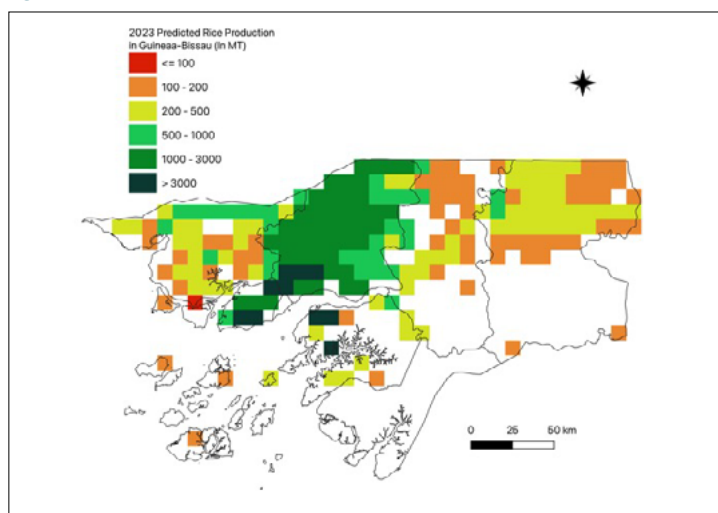 2023 Predicted Rice Production
in Guineaa-Bissau (In MT)
<= 100
100 - 200
200 - 500
500 - 1000
1000 - 3000
> 3000
0 25 50 km